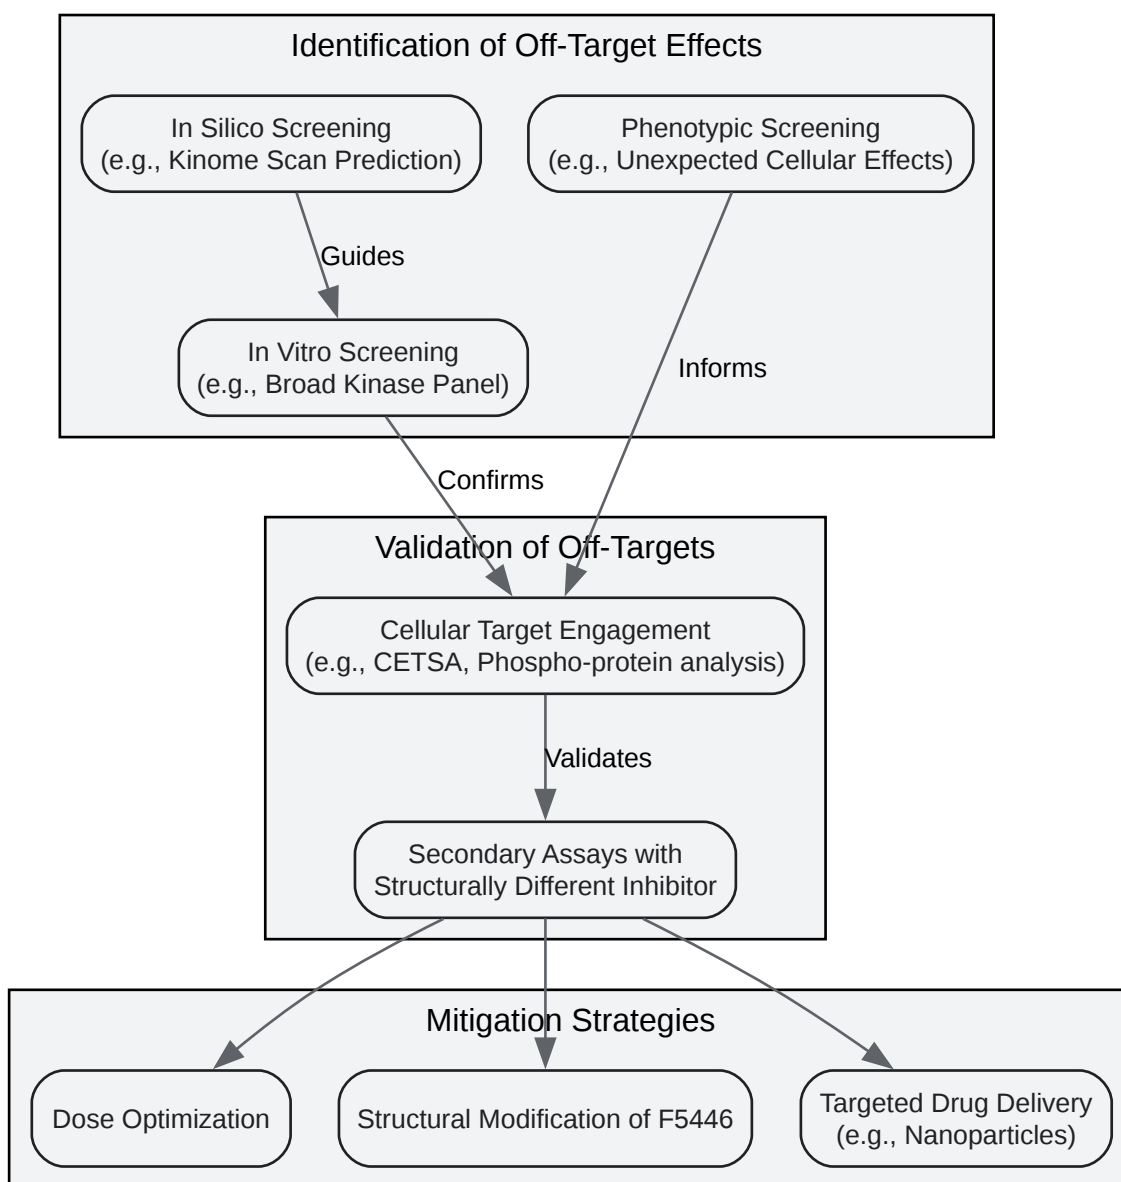 Identification of Off-Target Effects
In Silico Screening
(e.g., Kinome Scan Prediction)
Phenotypic Screening
(e.g., Unexpected Cellular Effects)
Guides
In Vitro Screening
(e.g., Broad Kinase Panel)
Informs
Confirms
Validation of Off-Targets
Cellular Target Engagement
(e.g., CETSA, Phospho-protein analysis)
Validates
Secondary Assays with
Structurally Different Inhibitor
Mitigation Strategies
Dose Optimization
Structural Modification of F5446
Targeted Drug Delivery
(e.g., Nanoparticles)